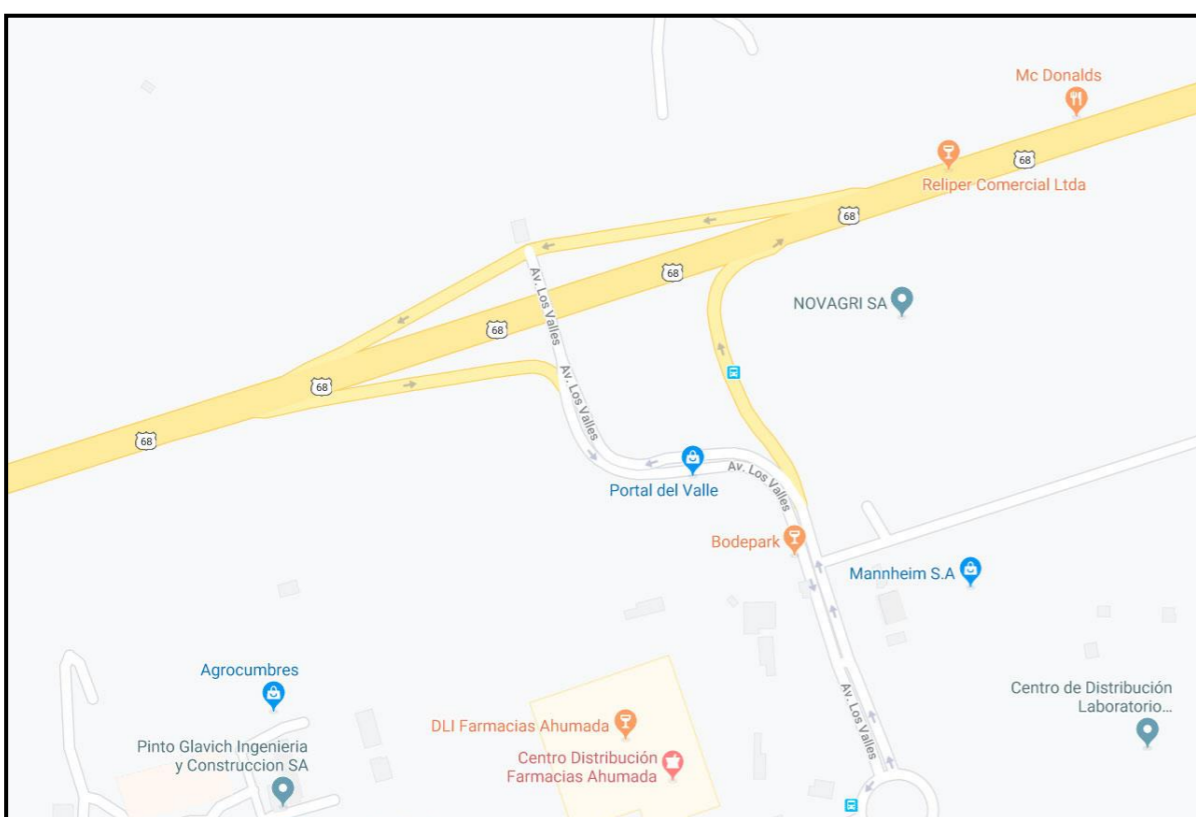 Mc Donalds
68
Reliper Comercial Ltda
68
68
Av. Los Valles
NOVAGRI SA
68
68
Av. Los Valles
68
Av. Los Valles
Portal del Valle
Bodepark
Mannheim S.A
Agrocumbres
Centro de Distribución
Laboratorio...
Av. Los Valles
DLI Farmacias Ahumada
Pinto Glavich Ingenieria
y Construccion SA
Centro Distribución
Farmacias Ahumada